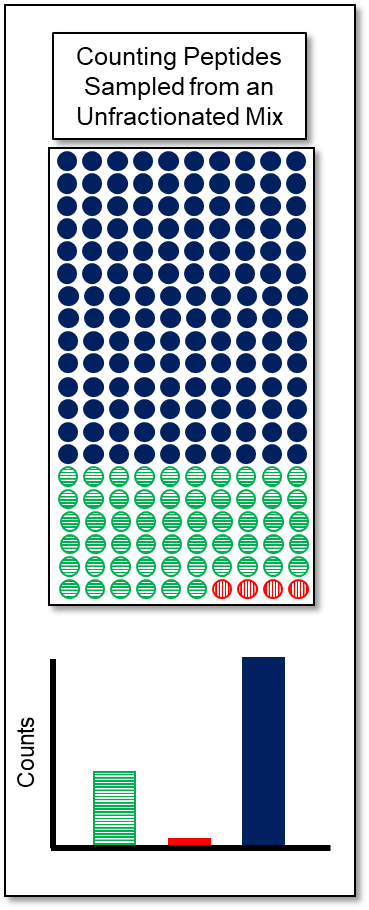 Counting Peptides
Sampled from an
Unfractionated Mix
Counts